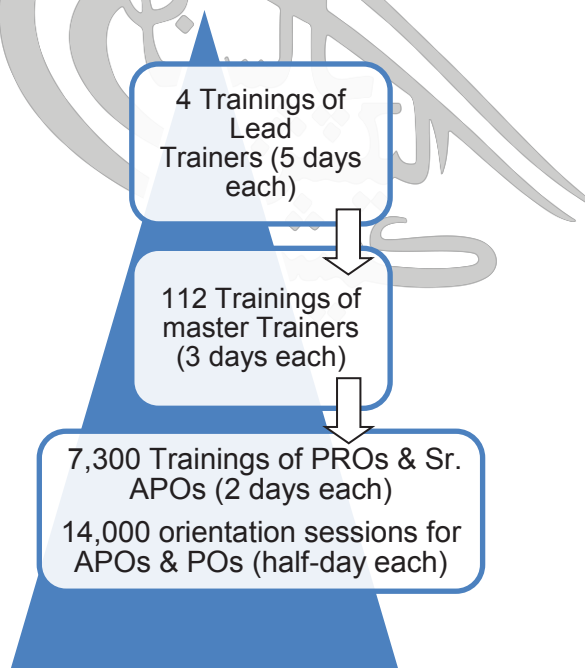 4 Trainings of
Lead
Trainers (5 days
each)
112 Trainings of
master Trainers
(3 days each)
7,300 Trainings of PROs & Sr.
APOs (2 days each)
14,000 orientation sessions for
APOs & POs (half-day each)